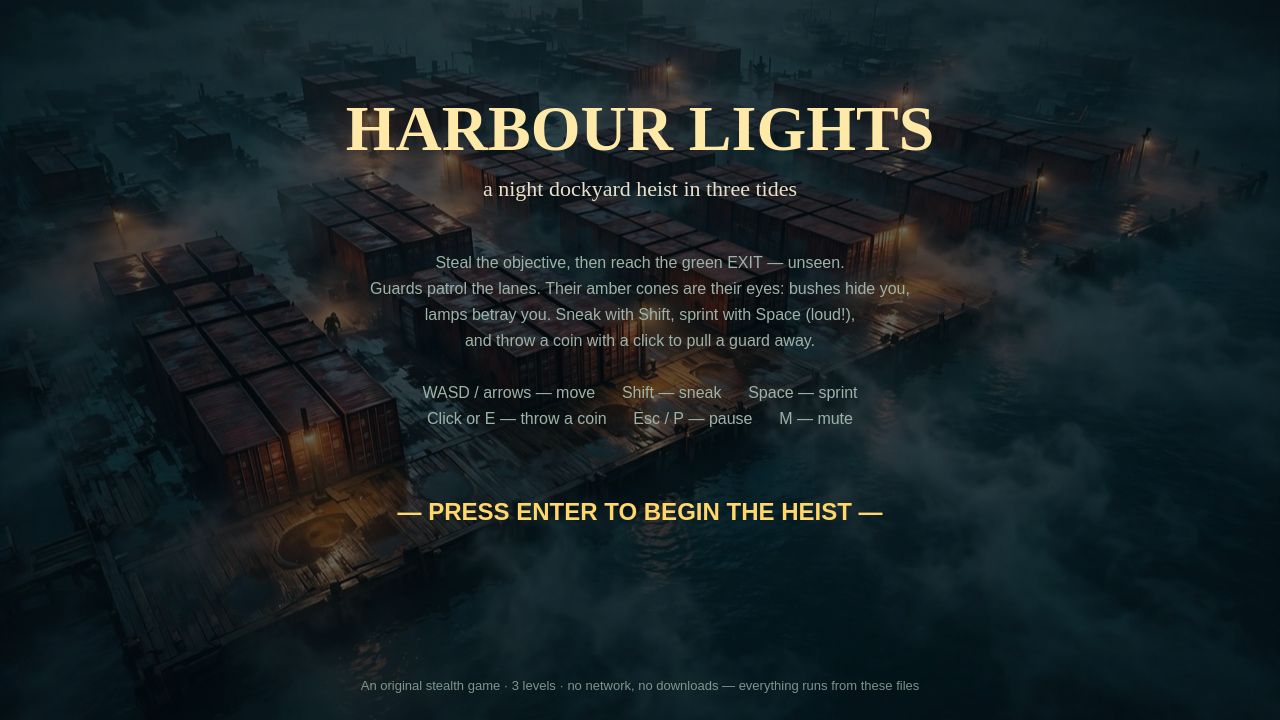 HARBOUR LIGHTS
a night dockyard heist in three tides
Steal the objective, then reach the green EXIT — unseen.
Guards patrol the lanes. Their amber cones are their eyes: bushes hide you,
lamps betray you. Sneak with Shift, sprint with Space (loud!),
and throw a coin with a click to pull a guard away.
WASD / arrows — move Shift — sneak Space — sprint
Click or E — throw a coin Esc / P — pause M — mute
— PRESS ENTER TO BEGIN THE HEIST —
An original stealth game · 3 levels · no network, no downloads — everything runs from these files